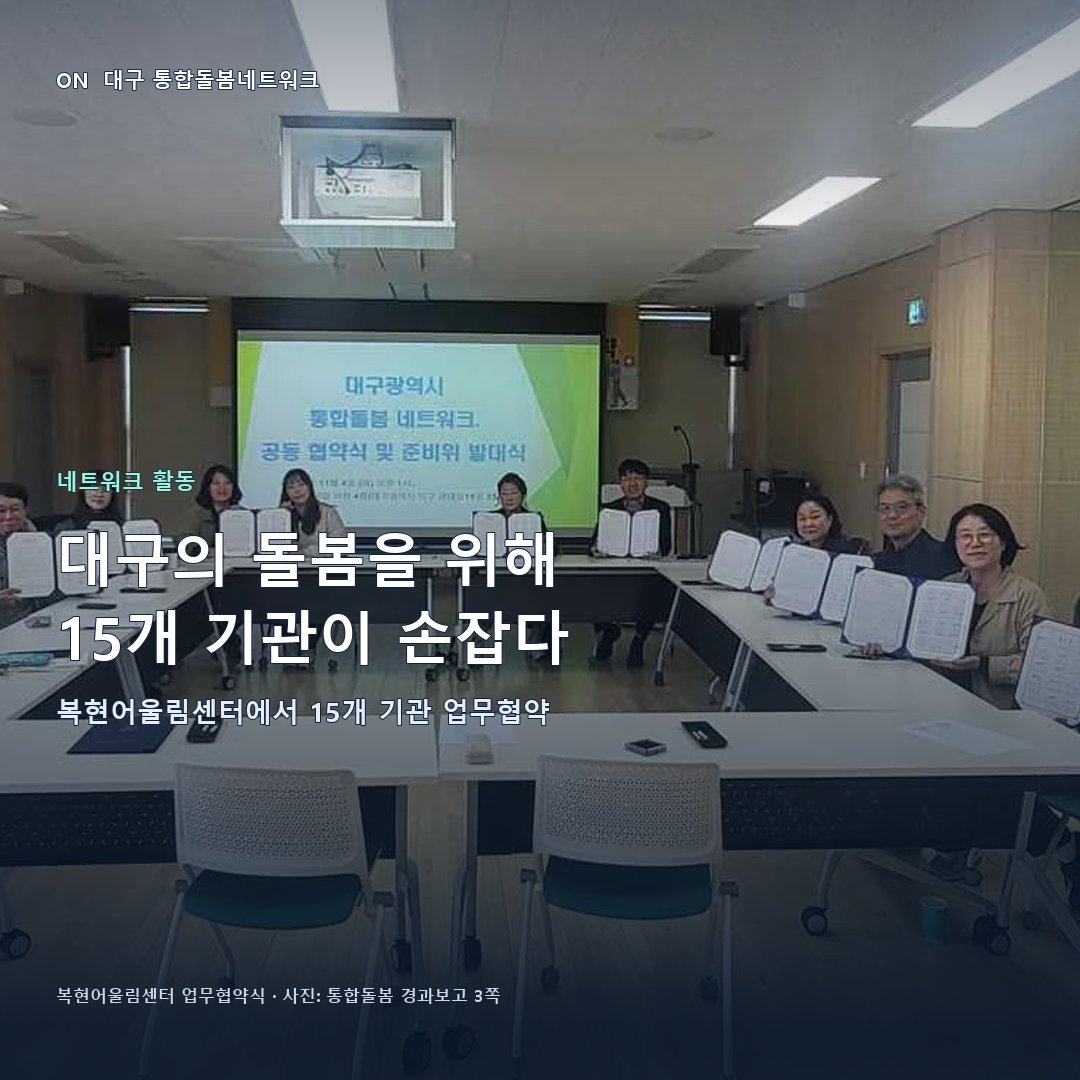 ON 대구 통합돌봄네트워크
대구광역시
통합돌봄 네트워크
공동 협약식 및 준비위 발대식
네트워크 활동
대구의 돌봄을 위해
15개 기관이 손잡다
복현어울림센터에서 15개 기관 업무협약
복현어울림센터 업무협약식 · 사진: 통합돌봄 경과보고 3쪽